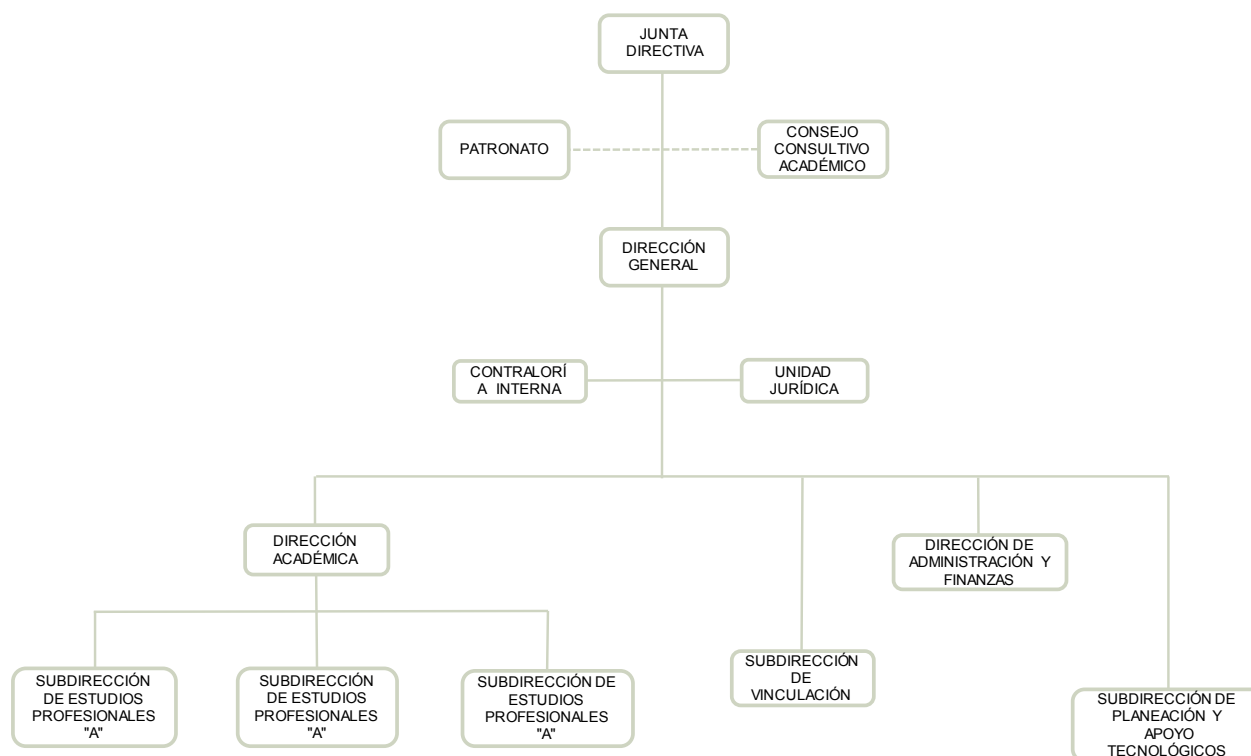 JUNTA
DIRECTIVA
PATRONATO
CONSEJO
CONSULTIVO
ACADÉMICO
DIRECCIÓN
GENERAL
CONTRALORÍ
A INTERNA
UNIDAD
JURÍDICA
DIRECCIÓN
ACADÉMICA
DIRECCIÓN DE
ADMINISTRACIÓN Y
FINANZAS
SUBDIRECCIÓN
DE ESTUDIOS
PROFESIONALES
"A"
SUBDIRECCIÓN
DE ESTUDIOS
PROFESIONALES
"A"
SUBDIRECCIÓN DE
ESTUDIOS
PROFESIONALES
"A"
SUBDIRECCIÓN
DE
VINCULACIÓN
SUBDIRECCIÓN DE
PLANEACIÓN Y
APOYO
TECNOLÓGICOS